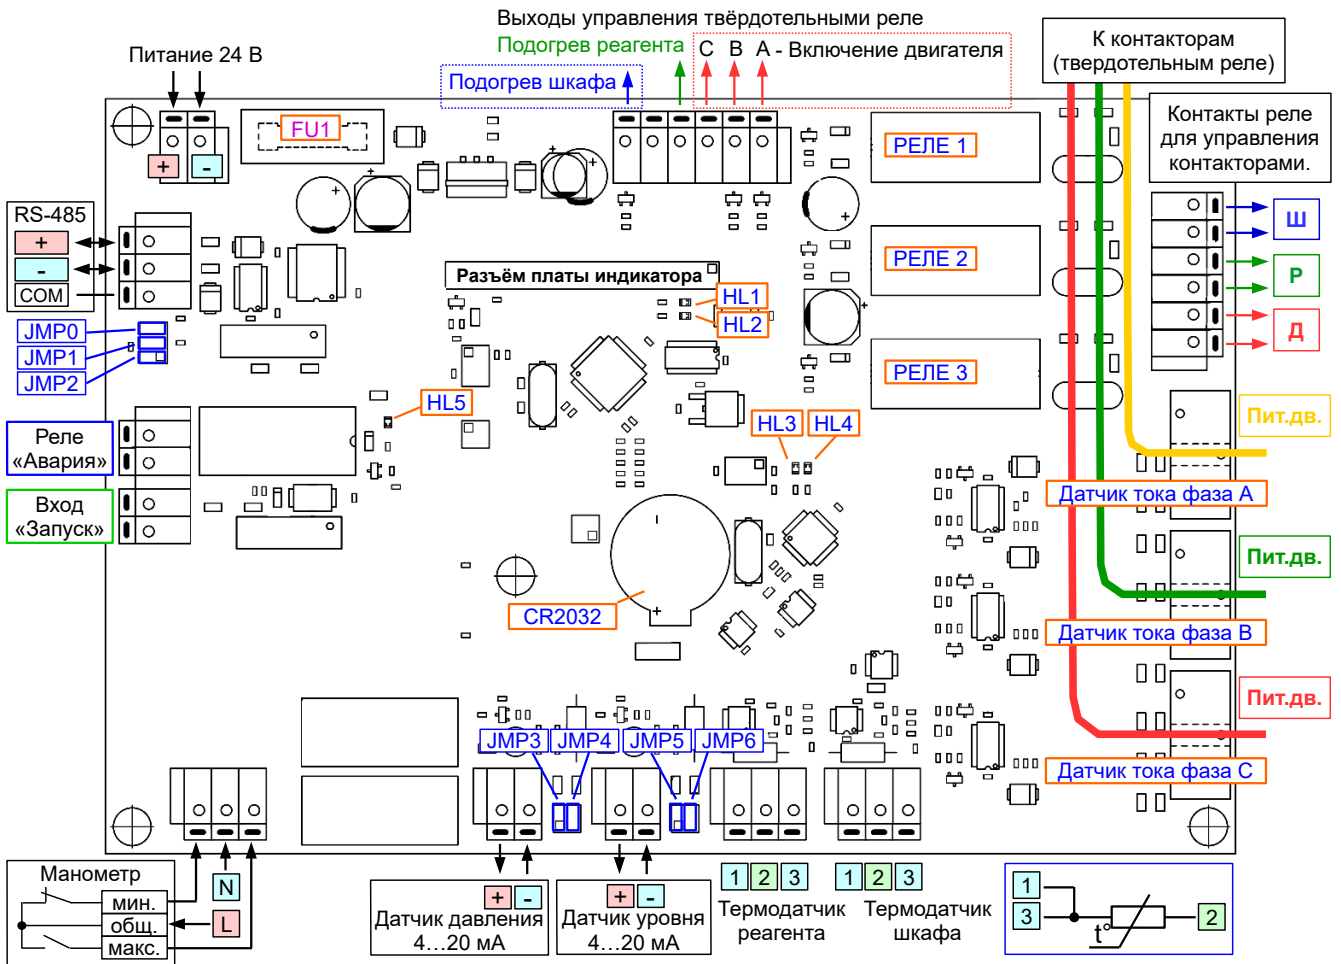 Выходы управления твёрдотельными реле
Питание 24 В
Подогрев реагента
C B A - Включение двигателя
Подогрев шкафа
К контакторам
(твердотельным реле)
FU1
+ -
РЕЛЕ 1
Контакты реле
для управления
контакторами.
RS-485
+
-
COM
Ш
РЕЛЕ 2
Разъём платы индикатора
Р
HL1
HL2
JMP0
JMP1
JMP2
Д
РЕЛЕ 3
HL5
HL3 HL4
Пит.дв.
Реле
«Авария»
Вход
«Запуск»
Датчик тока фаза А
Пит.дв.
CR2032
Датчик тока фаза В
Пит.дв.
JMP3 JMP4 JMP5 JMP6
Датчик тока фаза С
Манометр
мин.
общ.
макс.
N
L
+ -
Датчик давления
4...20 мА
+ -
Датчик уровня
4...20 мА
1 2 3
Термодатчик
реагента
1 2 3
Термодатчик
шкафа
1
3
t°
2